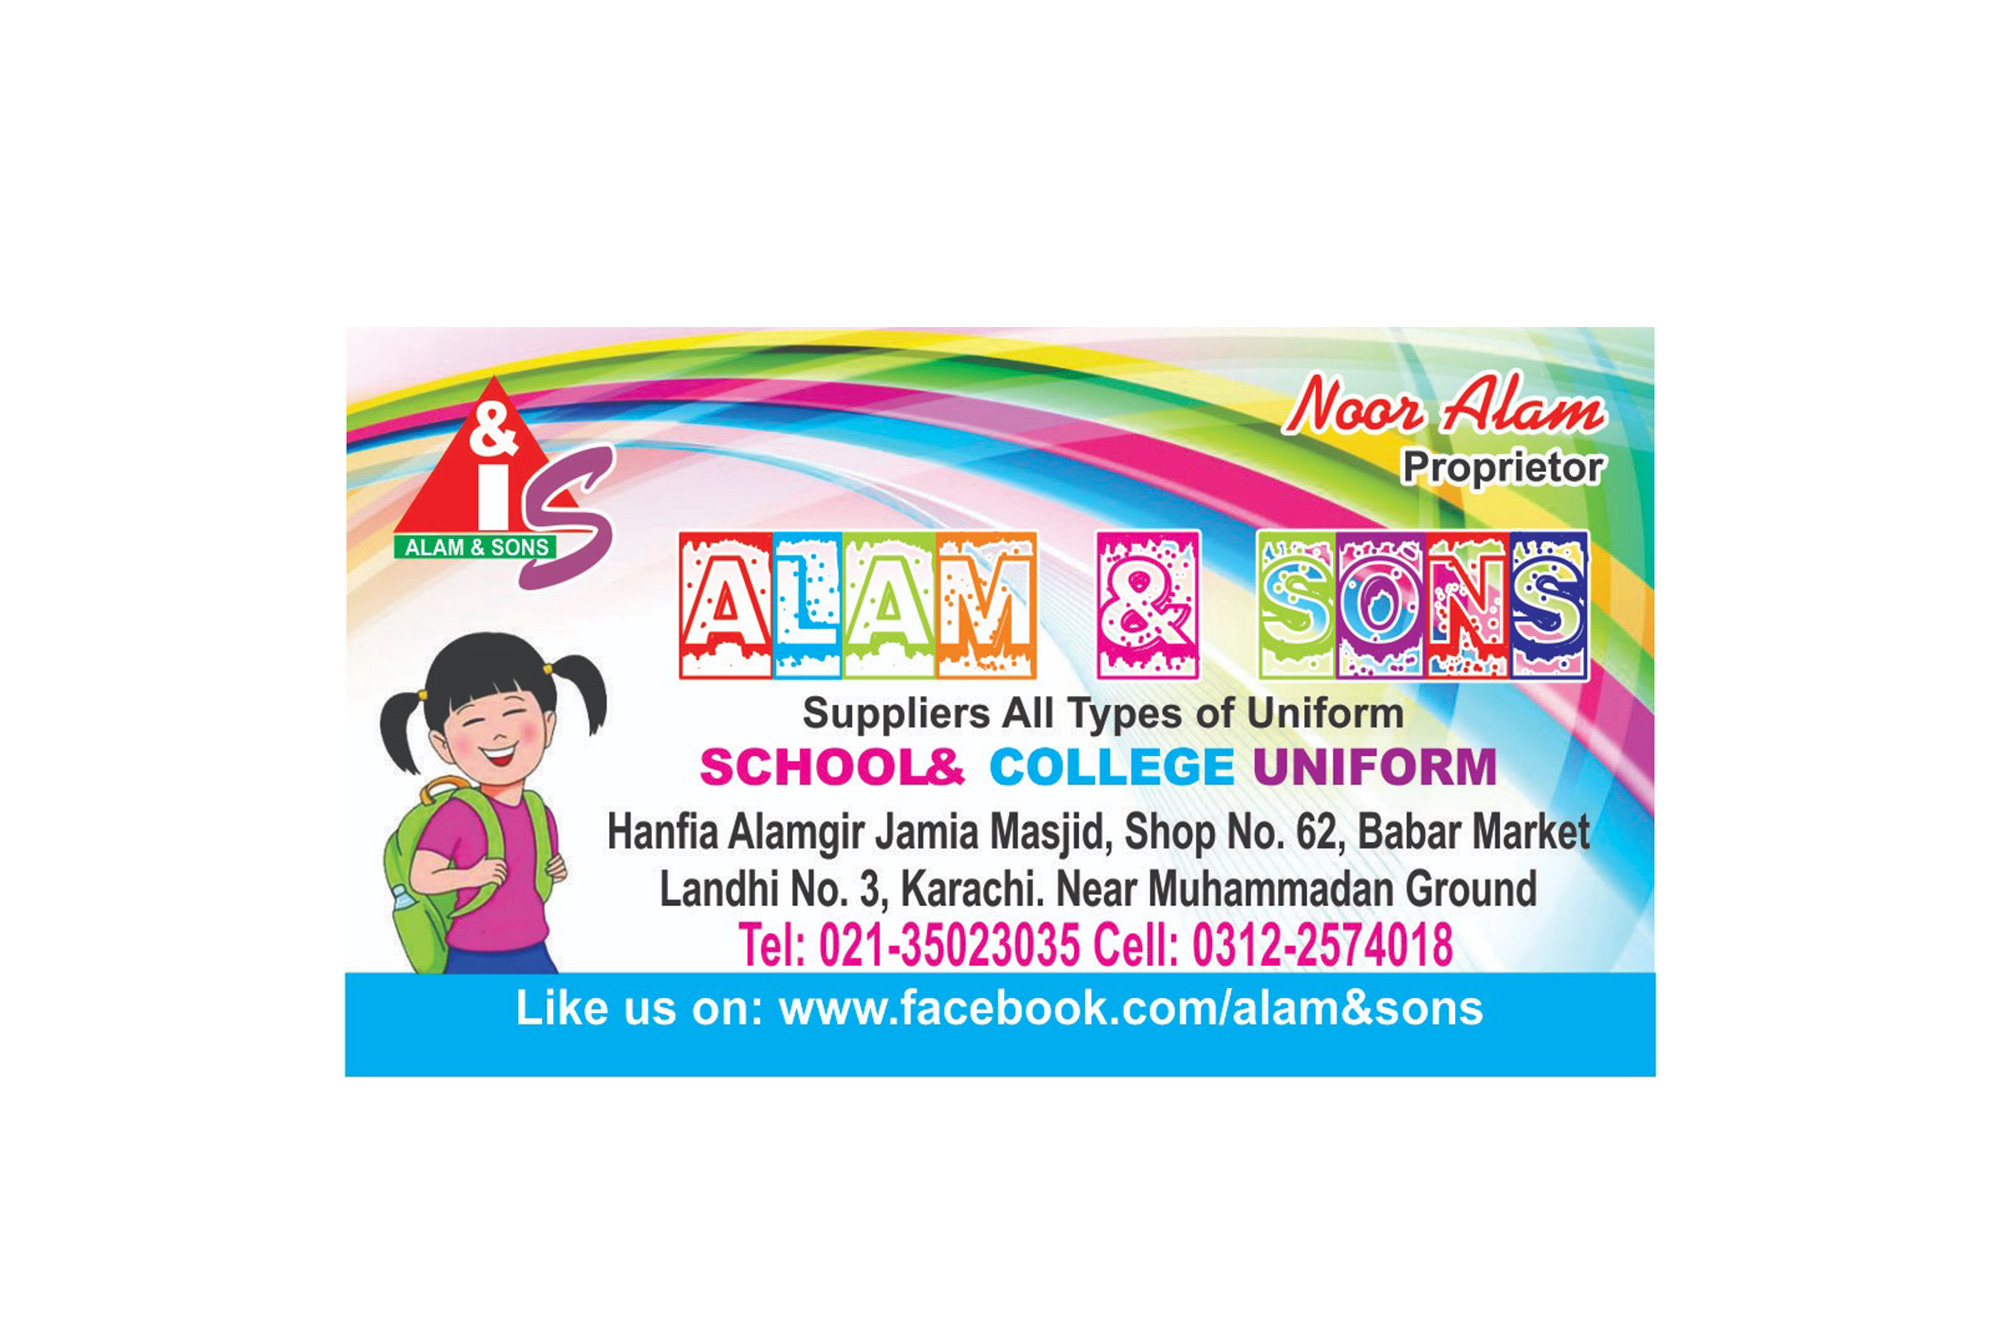 &
S
ALAM & SONS
Noor Alam
Proprietor
ALAM & SONS
Suppliers All Types of Uniform
SCHOOL& COLLEGE UNIFORM
Hanfia Alamgir Jamia Masjid, Shop No. 62, Babar Market
Landhi No. 3, Karachi. Near Muhammadan Ground
Tel: 021-35023035 Cell: 0312-2574018
Like us on: www.facebook.com/alam&sons